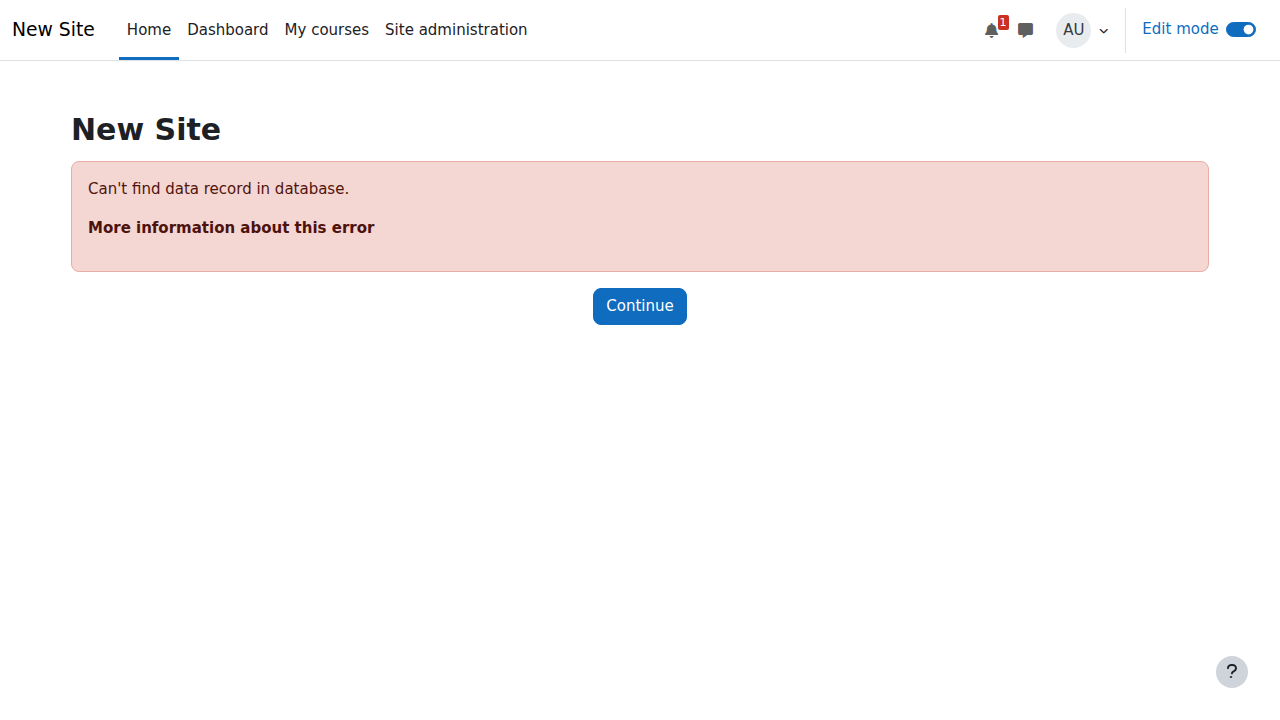 New Site
Home
Dashboard
My courses
Site administration
1
AU
Edit mode
New Site
Can't find data record in database.
More information about this error
Continue
?